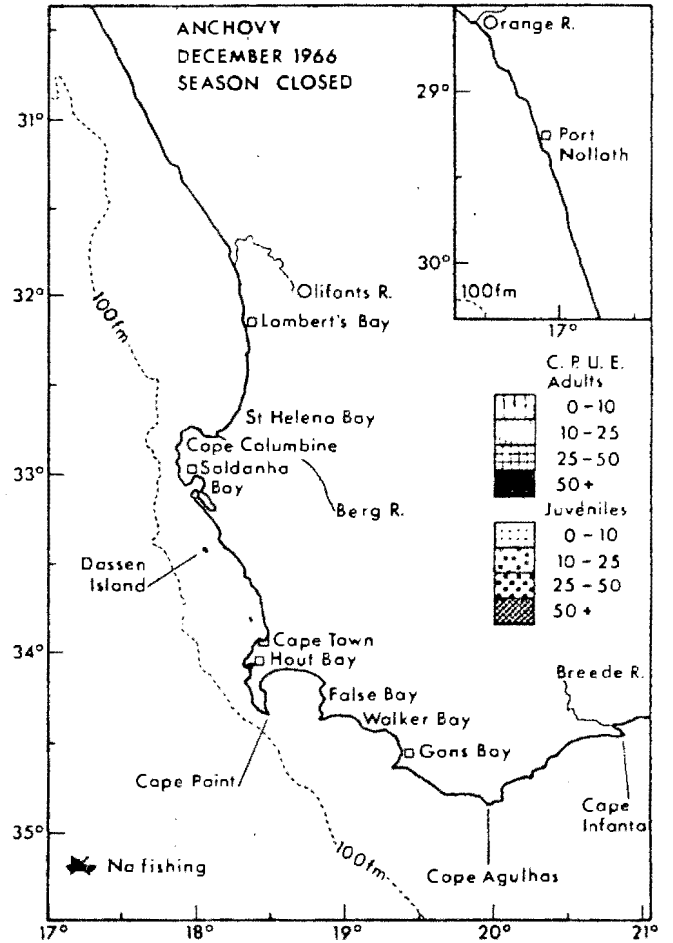 ANCHOVY
DECEMBER 1966
SEASON CLOSED
Orange R.
29°
Port
Nolloth
30°
100fm
17°
31°
32°
33°
34°
35°
100fm
Olifants R.
Lambert's Bay
St Helena Bay
Cape Columbine
Saldanha
Bay
Berg R.
Dassen
Island
Cape Town
Hout Bay
False Bay
Walker Bay
Gans Bay
Breede R.
Cape Point
Cape
Infanta
Cape Agulhas
100fm
No fishing
C. P. U. E.
Adults
0-10
10-25
25-50
50+
Juvéniles
0-10
10-25
25-50
50+
17°
18°
19°
20°
21°